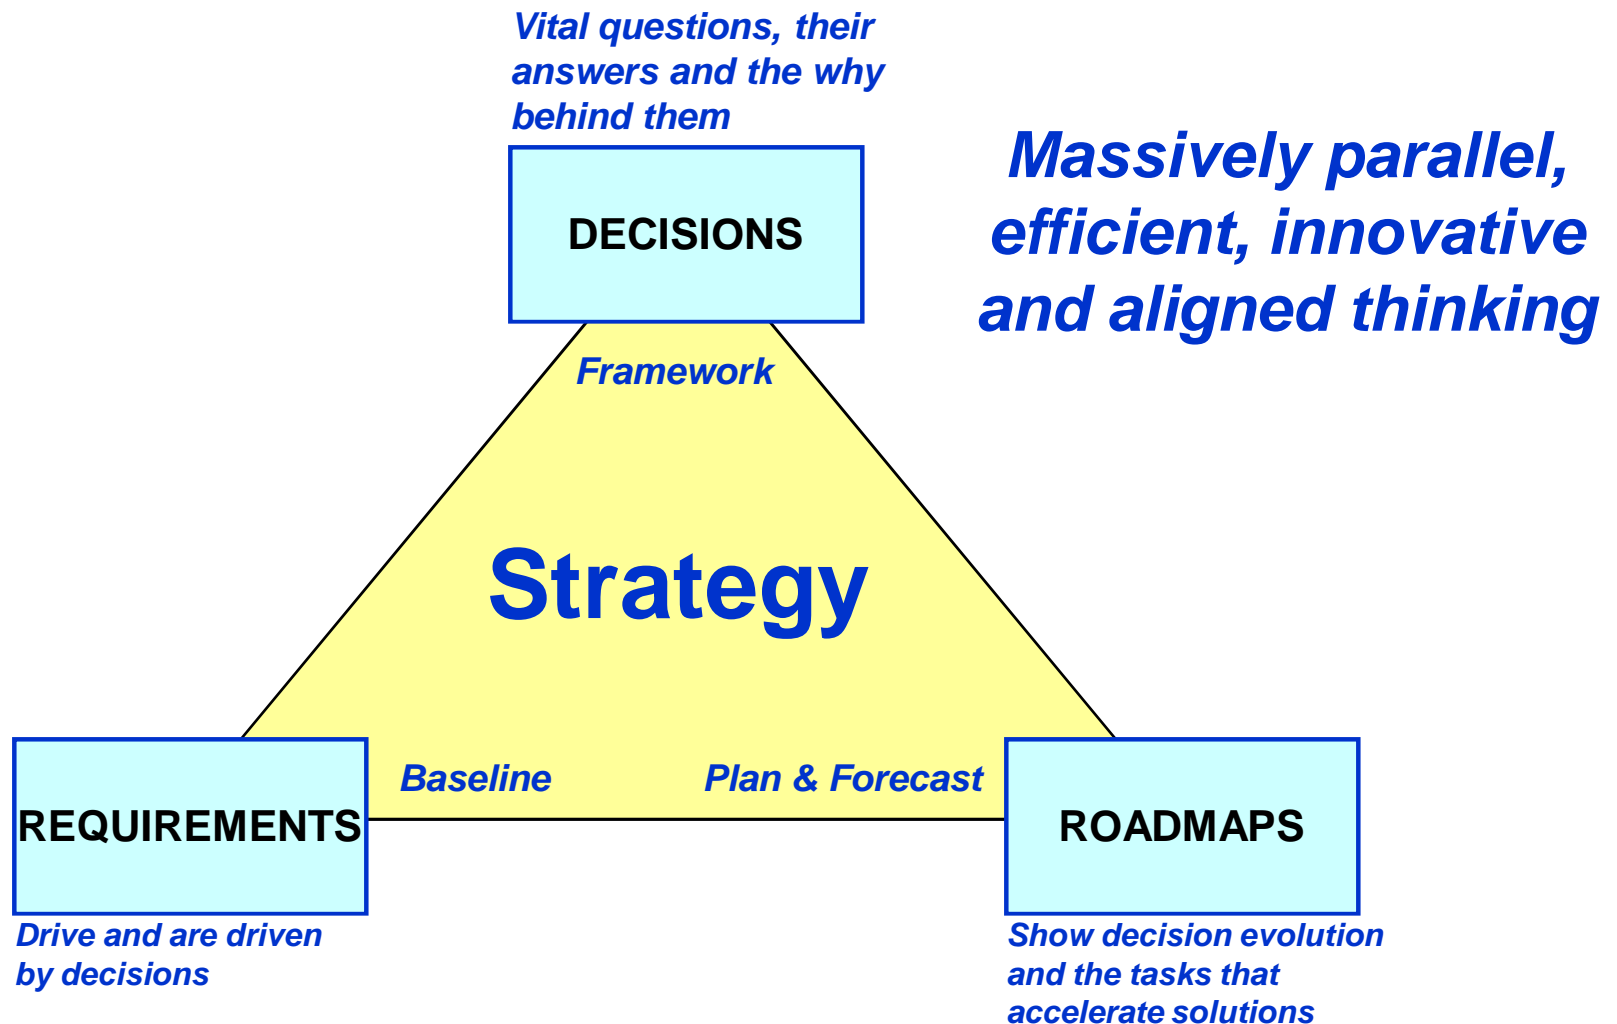 Vital questions, their
answers and the why
behind them
Massively parallel,
efficient, innovative
and aligned thinking
DECISIONS
Framework
Strategy
Baseline
Plan & Forecast
REQUIREMENTS
ROADMAPS
Drive and are driven
by decisions
Show decision evolution
and the tasks that
accelerate solutions